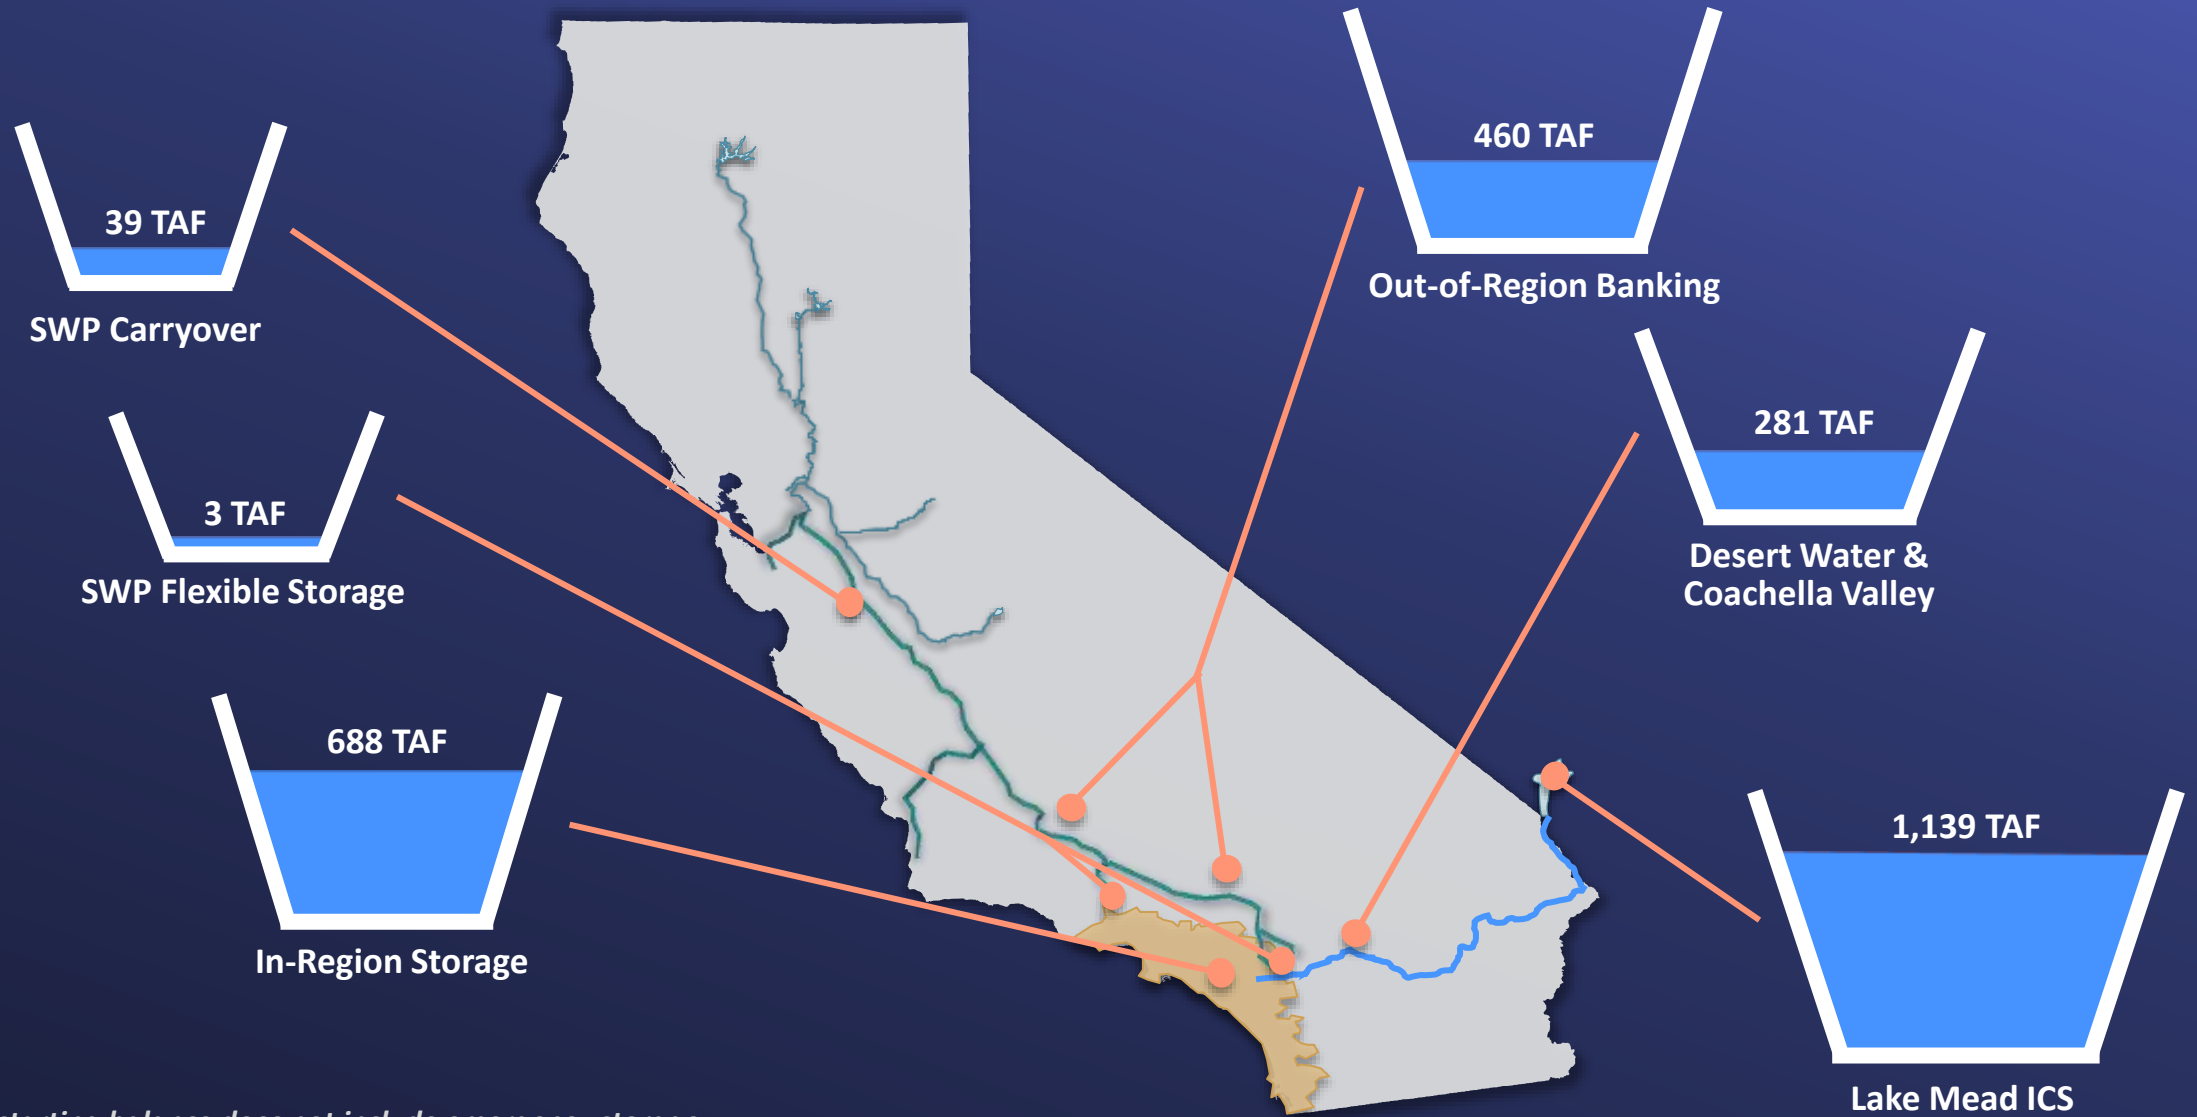 39 TAF
SWP Carryover
3 TAF
SWP Flexible Storage
688 TAF
In-Region Storage
460 TAF
Out-of-Region Banking
281 TAF
Desert Water &
Coachella Valley
1,139 TAF
Lake Mead ICS